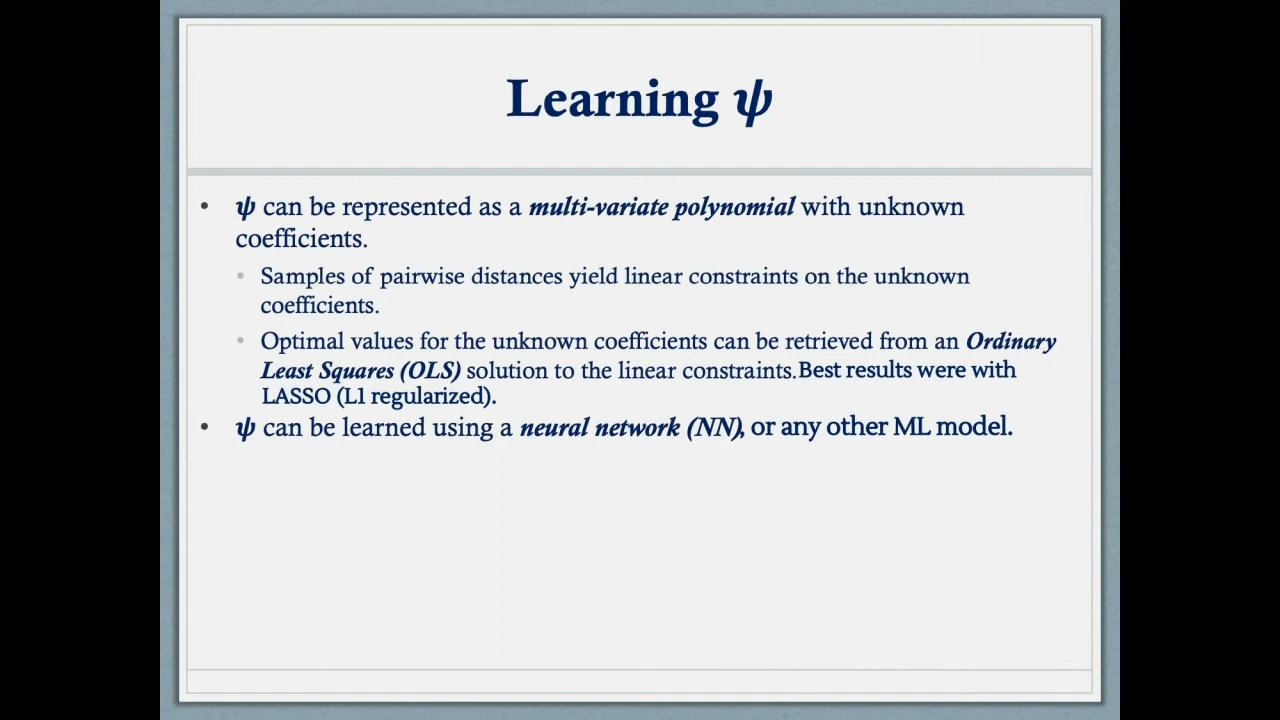 Learning ψ
• ψ can be represented as a multi-variate polynomial with unknown
coefficients.
• Samples of pairwise distances yield linear constraints on the unknown
coefficients.
• Optimal values for the unknown coefficients can be retrieved from an Ordinary
Least Squares (OLS) solution to the linear constraints.Best results were with
LASSO (L1 regularized).
• ψ can be learned using a neural network (NN), or any other ML model.